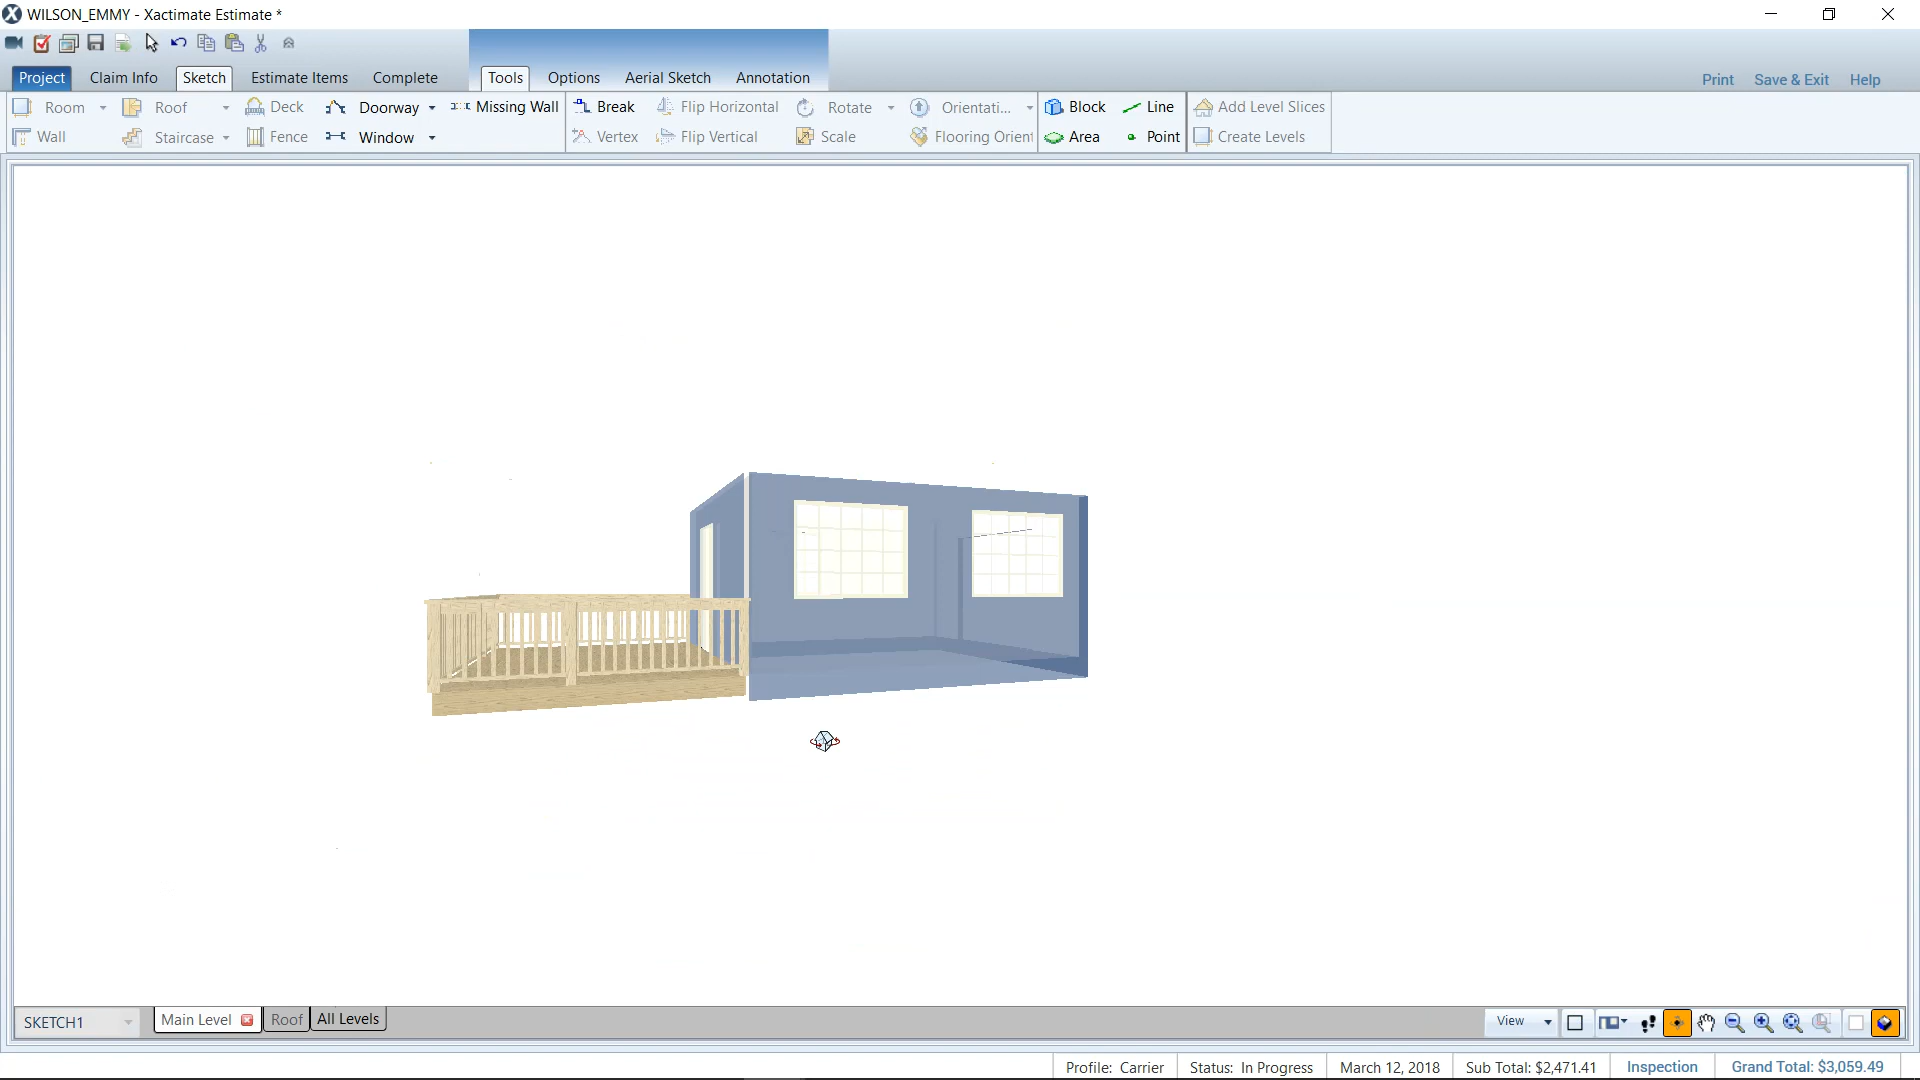 WILSON_EMMY - Xactimate Estimate *
Project Claim Info Sketch Estimate Items Complete Tools Options Aerial Sketch Annotation Print Save & Exit Help
Room Roof Deck Doorway Missing Wall Break Flip Horizontal Rotate Orientati... Block Line Add Level Slices
Wall Staircase Fence Window Vertex Flip Vertical Scale Flooring Orient Area Point Create Levels
SKETCH1 Main Level Roof All Levels View
Profile: Carrier Status: In Progress March 12, 2018 Sub Total: $2,471.41 Inspection Grand Total: $3,059.49